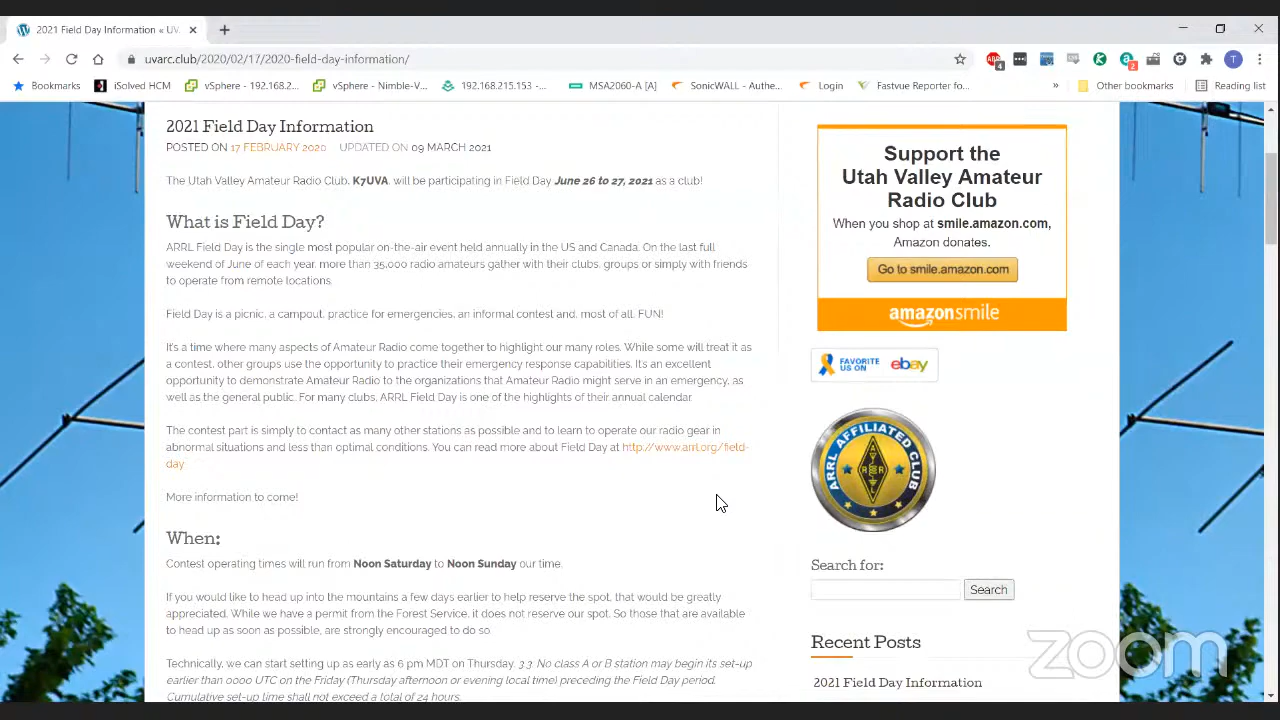 2021 Field Day Information « UV.
uvarc.club/2020/02/17/2020-field-day-information/
4
2
T
Bookmarks
iSolved HCM
vSphere - 192.168.2...
vSphere - Nimble-V...
192.168.215.153 -...
MSA2060-A [A]
SonicWALL - Authe...
Login
Fastvue Reporter fo...
»
Other bookmarks
Reading list
2021 Field Day Information
POSTED ON 17 FEBRUARY 2020 UPDATED ON 09 MARCH 2021
The Utah Valley Amateur Radio Club, K7UVA, will be participating in Field Day June 26 to 27, 2021 as a club!
What is Field Day?
ARRL Field Day is the single most popular on-the-air event held annually in the US and Canada. On the last full
weekend of June of each year, more than 35,000 radio amateurs gather with their clubs, groups or simply with friends
to operate from remote locations.
Field Day is a picnic, a campout, practice for emergencies, an informal contest and, most of all, FUN!
It's a time where many aspects of Amateur Radio come together to highlight our many roles. While some will treat it as
a contest, other groups use the opportunity to practice their emergency response capabilities. It's an excellent
opportunity to demonstrate Amateur Radio to the organizations that Amateur Radio might serve in an emergency, as
well as the general public. For many clubs, ARRL Field Day is one of the highlights of their annual calendar.
The contest part is simply to contact as many other stations as possible and to learn to operate our radio gear in
abnormal situations and less than optimal conditions. You can read more about Field Day at http://www.arrl.org/field-
day.
More information to come!
When:
Contest operating times will run from Noon Saturday to Noon Sunday our time.
If you would like to head up into the mountains a few days earlier to help reserve the spot, that would be greatly
appreciated. While we have a permit from the Forest Service, it does not reserve our spot. So those that are available
to head up as soon as possible, are strongly encouraged to do so.
Technically, we can start setting up as early as 6 pm MDT on Thursday. 3.3: No class A or B station may begin its set-up
earlier than 0000 UTC on the Friday (Thursday afternoon or evening local time) preceding the Field Day period.
Cumulative set-up time shall not exceed a total of 24 hours.
Support the
Utah Valley Amateur
Radio Club
When you shop at smile.amazon.com,
Amazon donates.
Go to smile.amazon.com
amazonsmile
FAVORITE
US ON
ebay
ARRL AFFILIATED CLUB
A
R R
L
Search for:
Search
Recent Posts
2021 Field Day Information
zoom